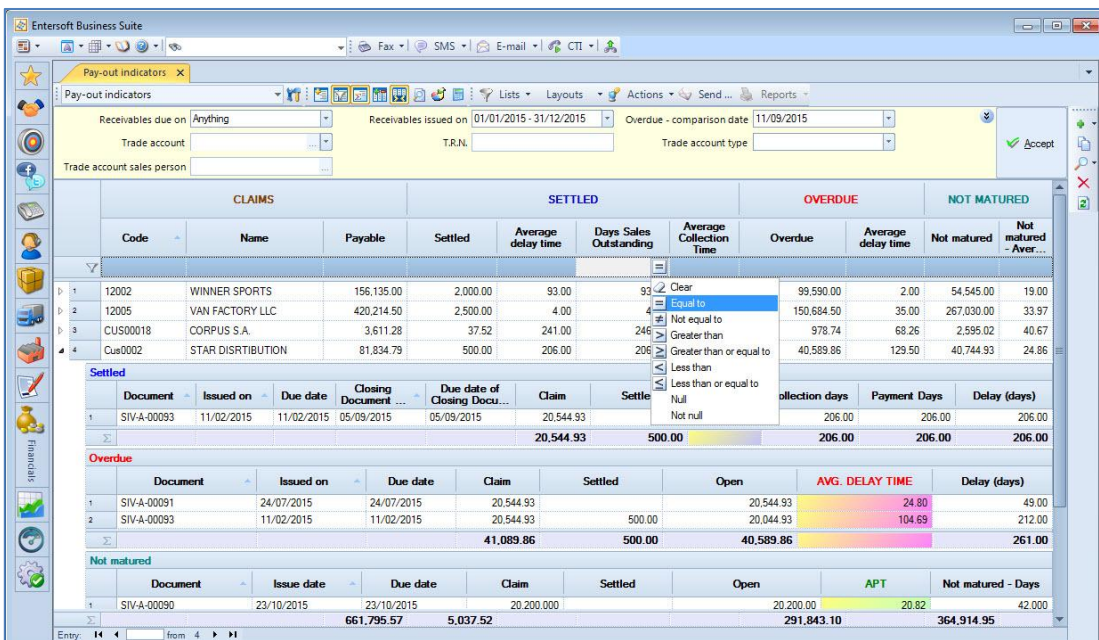 Entersoft Business Suite
Fax SMS E-mail CTI
Pay-out indicators X
Pay-out indicators Lists Layouts Actions Send ... Reports
Receivables due on Anything Receivables issued on 01/01/2015 - 31/12/2015 Overdue - comparison date 11/09/2015
Trade account ... T.R.N. Trade account type Accept
Trade account sales person ...
CLAIMS SETTLED OVERDUE NOT MATURED
Code Name Payable Settled Average delay time Days Sales Outstanding Average Collection Time Overdue Average delay time Not matured Not matured - Aver...
=
1 12002 WINNER SPORTS 156,135.00 2,000.00 93.00 93 99,590.00 2.00 54,545.00 19.00
2 12005 VAN FACTORY LLC 420,214.50 2,500.00 4.00 4 150,684.50 35.00 267,030.00 33.97
3 CUS00018 CORPUS S.A. 3,611.28 37.52 241.00 246 978.74 68.26 2,595.02 40.67
4 Cus0002 STAR DISRTIBUTION 81,834.79 500.00 206.00 206 40,589.86 129.50 40,744.93 24.86
Clear
= Equal to
≠ Not equal to
> Greater than
≥ Greater than or equal to
< Less than
≤ Less than or equal to
Null
Not null
Settled
Document Issued on Due date Closing Document ... Due date of Closing Docu... Claim Settle ollection days Payment Days Delay (days)
1 SIV-A-00093 11/02/2015 11/02/2015 05/09/2015 05/09/2015 20,544.93 206.00 206.00 206.00
Σ 20,544.93 500.00 206.00 206.00 206.00
Overdue
Document Issued on Due date Claim Settled Open AVG. DELAY TIME Delay (days)
1 SIV-A-00091 24/07/2015 24/07/2015 20,544.93 20,544.93 24.80 49.00
2 SIV-A-00093 11/02/2015 11/02/2015 20,544.93 500.00 20,044.93 104.69 212.00
Σ 41,089.86 500.00 40,589.86 261.00
Not matured
Document Issue date Due date Claim Settled Open APT Not matured - Days
1 SIV-A-00090 23/10/2015 23/10/2015 20.200.000 20.200.00 20.82 42.000
Σ 661,795.57 5,037.52 291,843.10 364,914.95
Entry: from 4
Financials